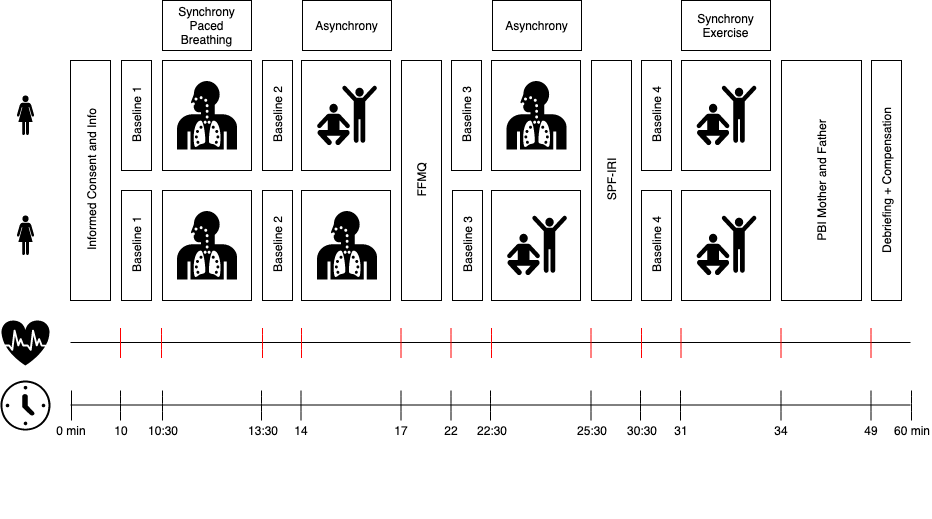 Synchrony
Paced
Breathing
Asynchrony
Asynchrony
Synchrony
Exercise
Informed Consent and Info
Baseline 1
Baseline 2
FFMQ
Baseline 3
SPF-IRI
Baseline 4
PBI Mother and Father
Debriefing + Compensation
Baseline 1
Baseline 2
Baseline 3
Baseline 4
0 min
10
10:30
13:30
14
17
22
22:30
25:30
30:30
31
34
49
60 min